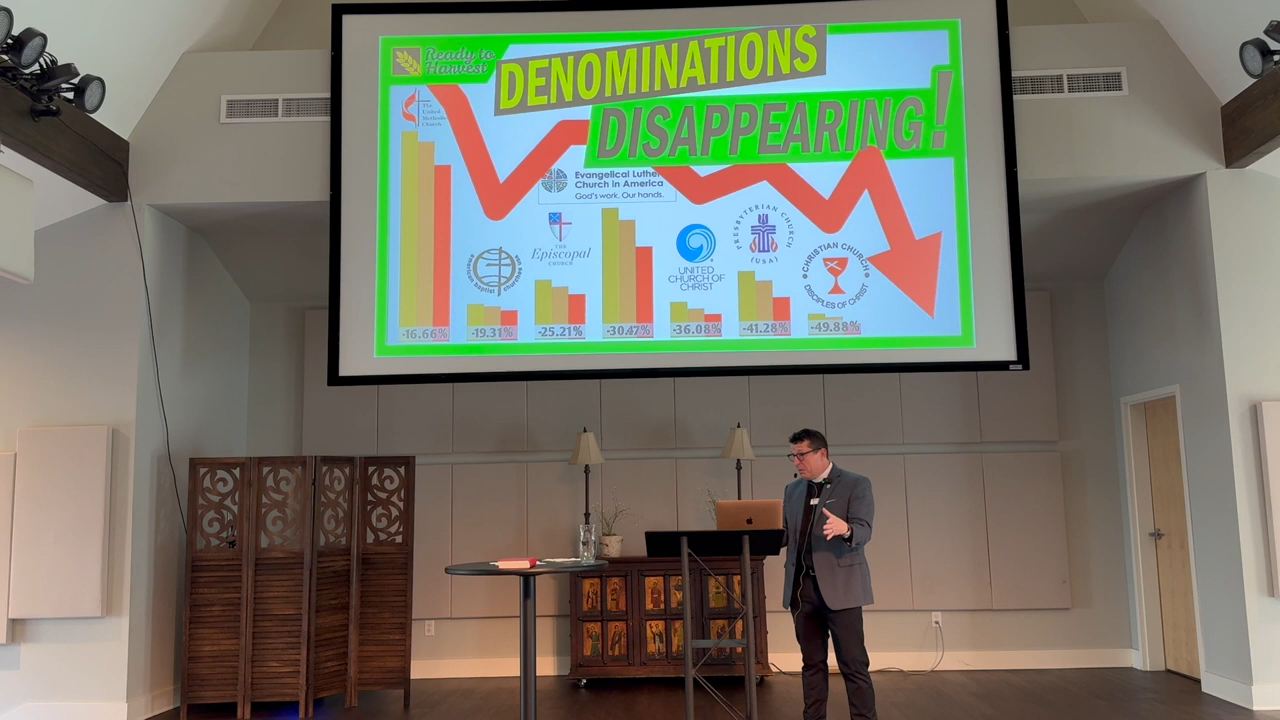 Ready to
Harvest
DENOMINATIONS
DISAPPEARING!
The
United
Methodist
Church
Evangelical Luthe
Church in America
God's work. Our hands.
THE
Episcopal
CHURCH
american baptist churches usa
UNITED
CHURCH OF
CHRIST
PRESBYTERIAN CHURCH
(USA)
CHRISTIAN CHURCH
DISCIPLES OF CHRIST
-16.66%
-19.31%
-25.21%
-30.47%
-36.08%
-41.28%
-49.88%